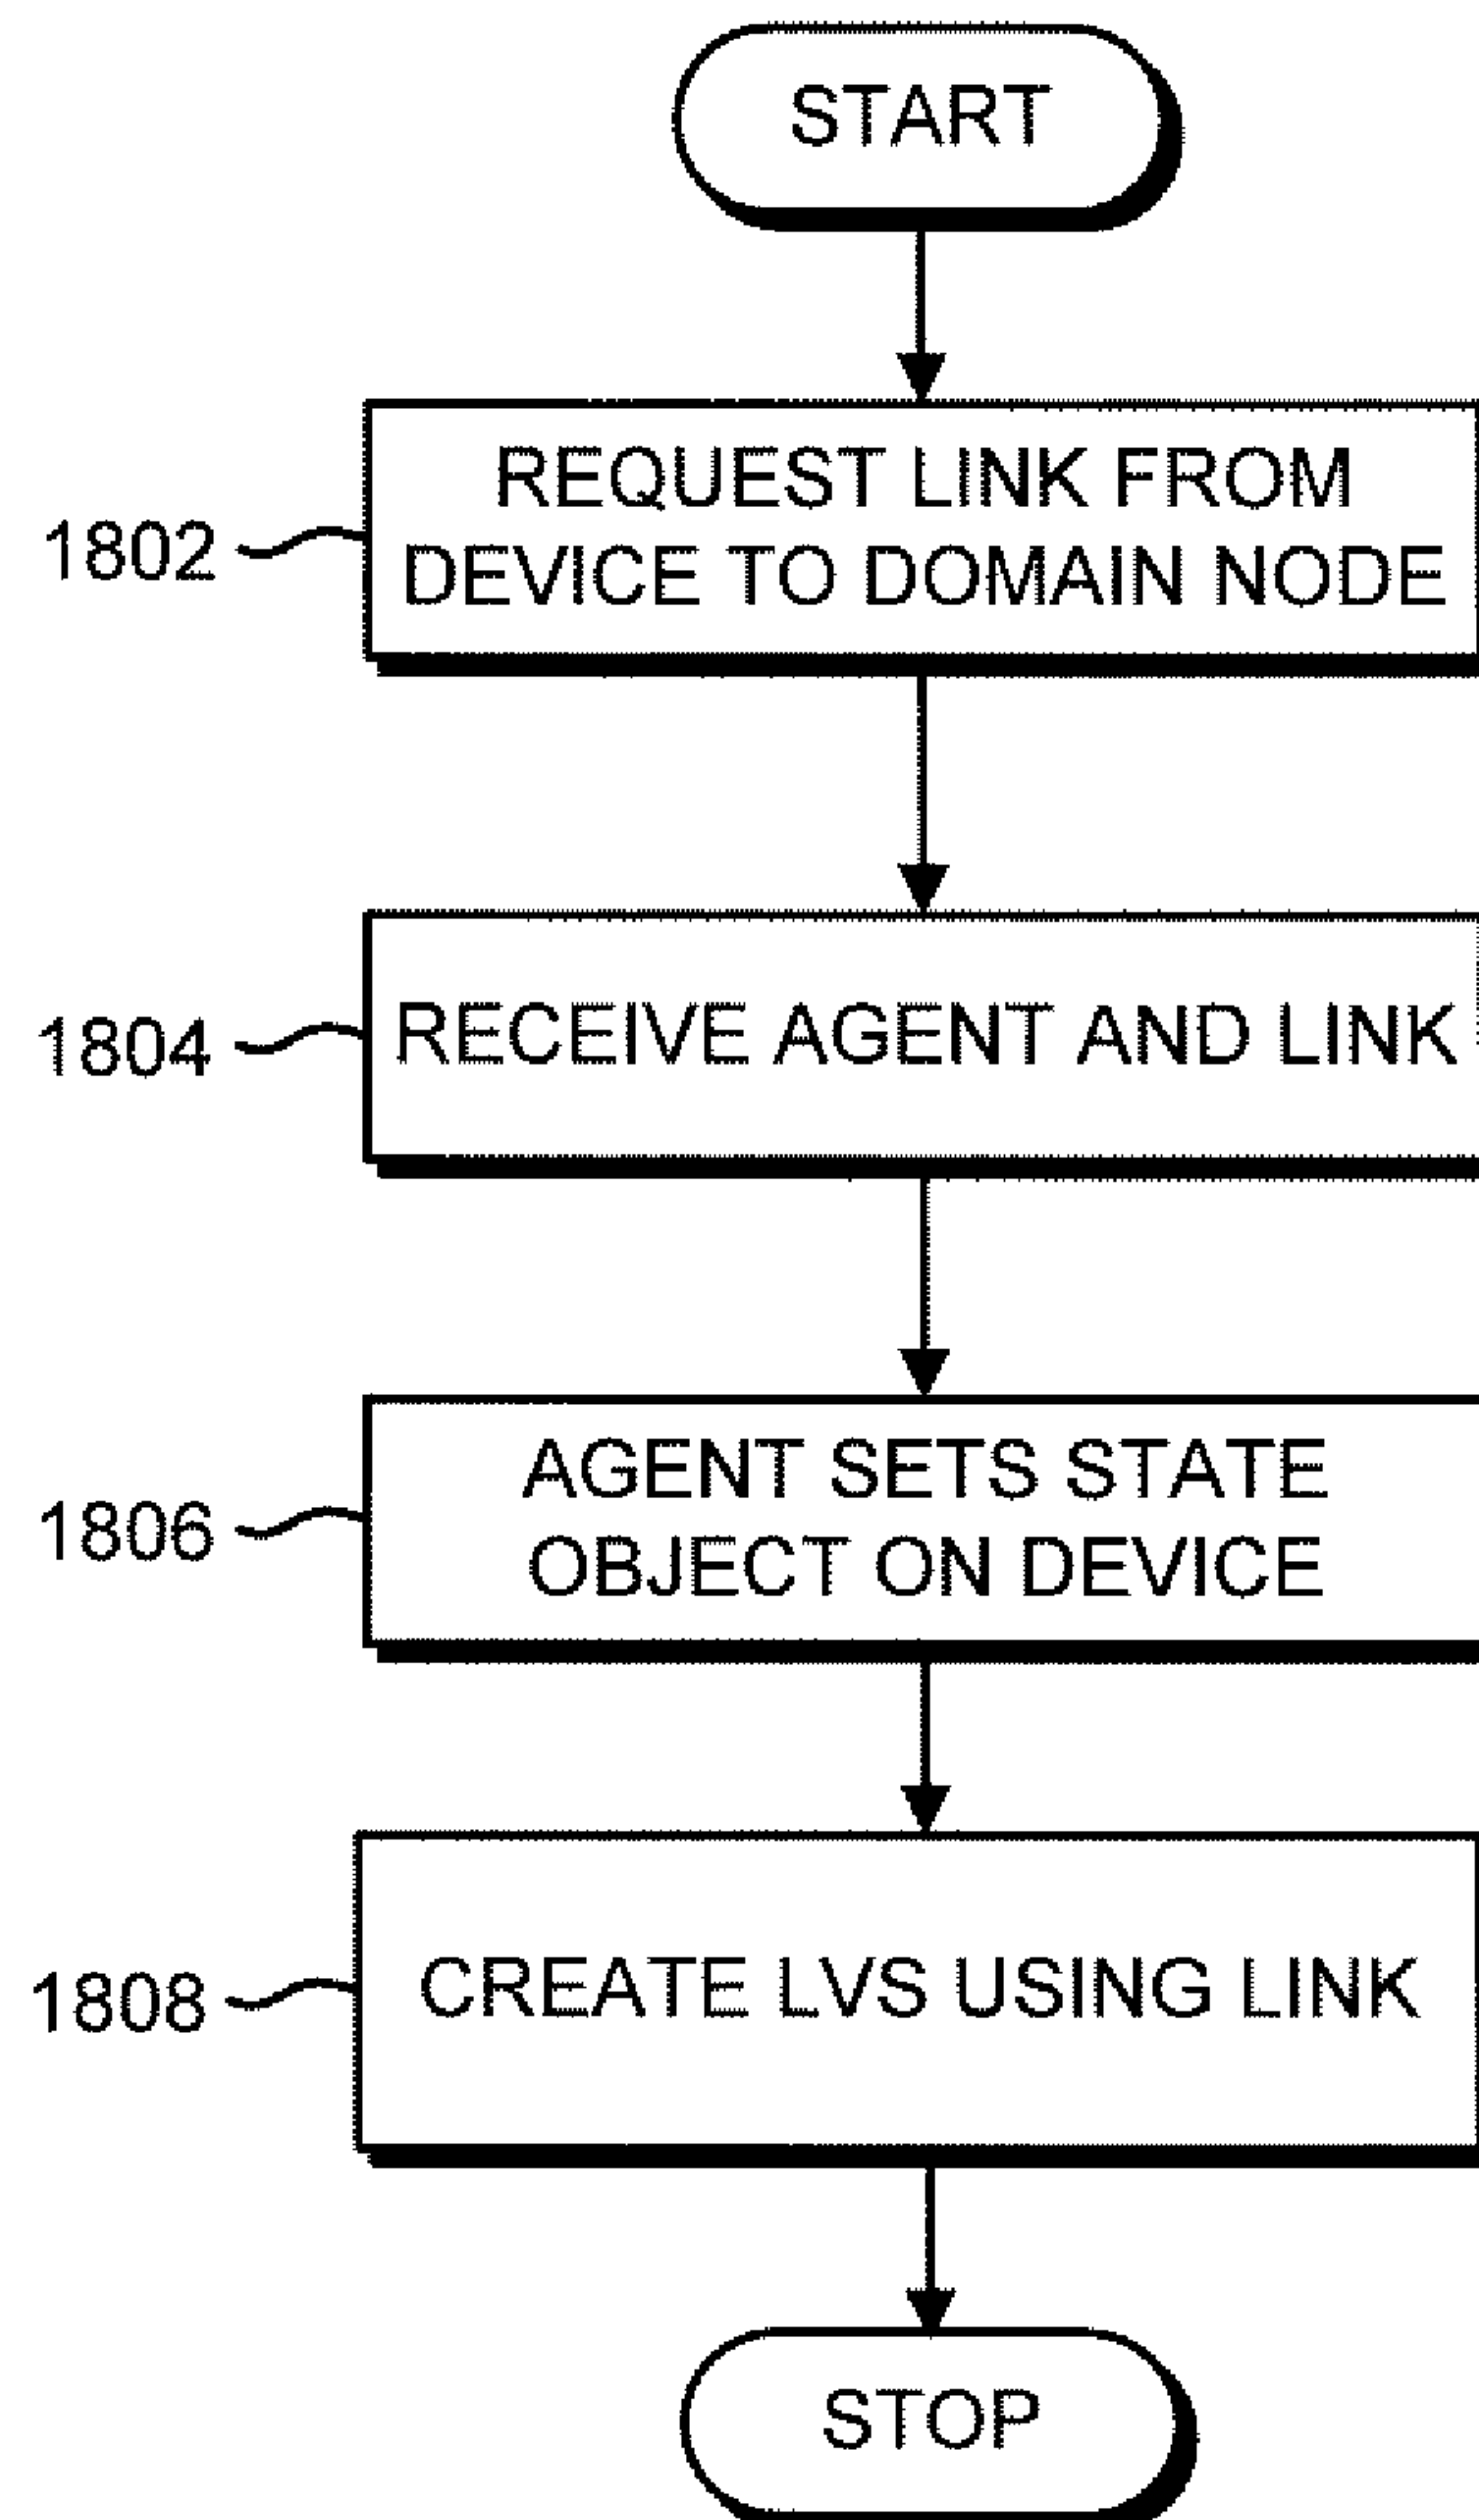 START
1802
REQUEST LINK FROM
DEVICE TO DOMAIN NODE
1804
RECEIVE AGENT AND LINK
1806
AGENT SETS STATE
OBJECT ON DEVICE
1808
CREATE LVS USING LINK
STOP